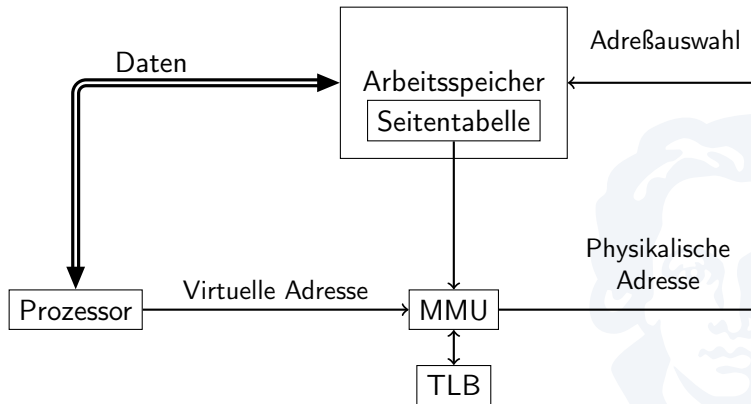 Adreßauswahl
Daten
Arbeitsspeicher
Seitentabelle
Physikalische
Adresse
Virtuelle Adresse
Prozessor
MMU
TLB